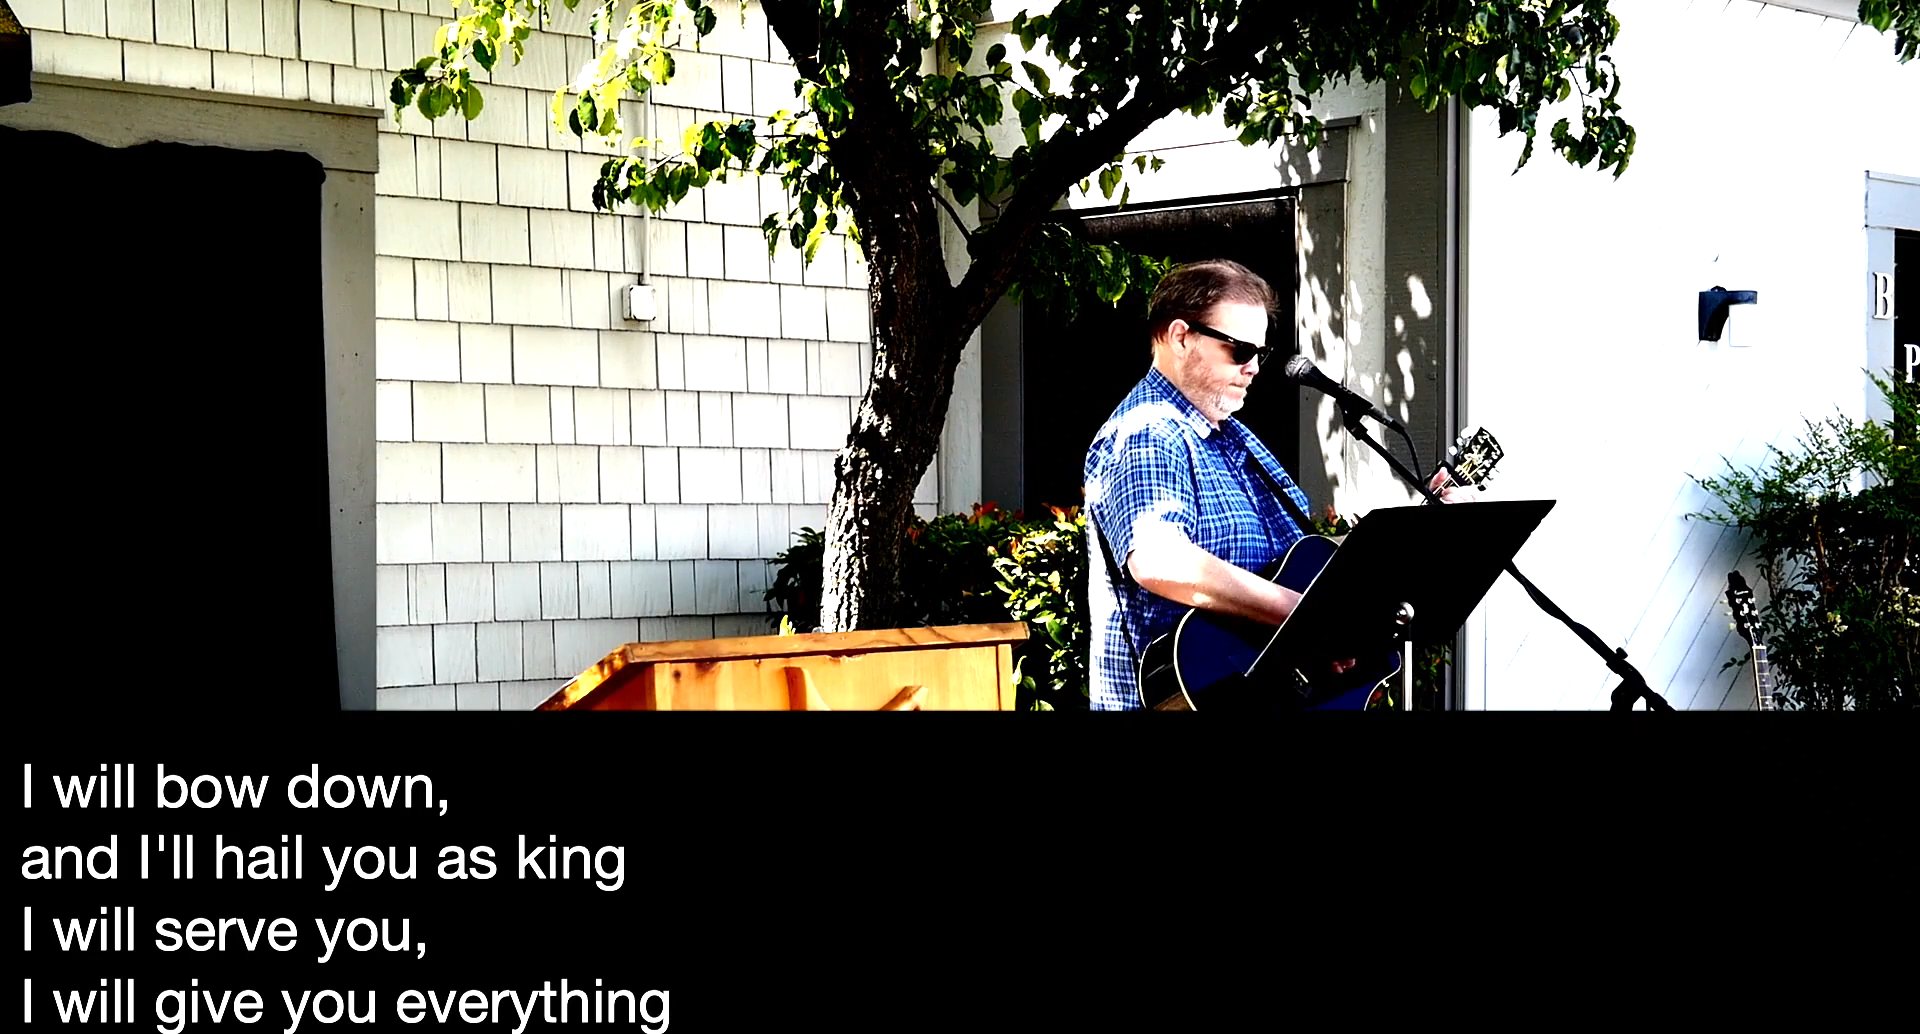 B
P
I will bow down,
and I'll hail you as king
I will serve you,
I will give you everything